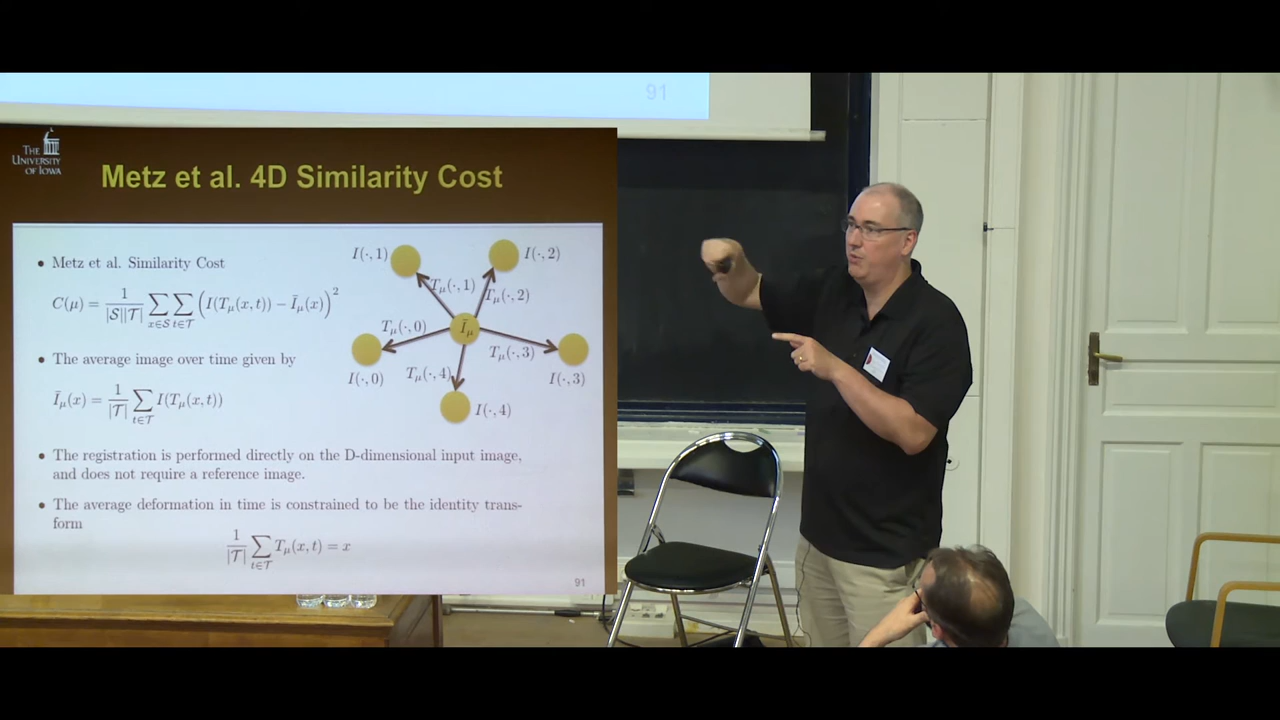 91
THE
UNIVERSITY
OF IOWA
Metz et al. 4D Similarity Cost
• Metz et al. Similarity Cost
C(μ) = 1/(|S||T|) ∑_{x∈S} ∑_{t∈T} (I(T_μ(x, t)) − Ī_μ(x))²
• The average image over time given by
Ī_μ(x) = 1/|T| ∑_{t∈T} I(T_μ(x, t))
I(·, 1)
I(·, 2)
T_μ(·, 1)
T_μ(·, 2)
T_μ(·, 0)
Ī_μ
T_μ(·, 3)
I(·, 0)
T_μ(·, 4)
I(·, 3)
I(·, 4)
• The registration is performed directly on the D-dimensional input image,
and does not require a reference image.
• The average deformation in time is constrained to be the identity trans-
form
1/|T| ∑_{t∈T} T_μ(x, t) = x
91